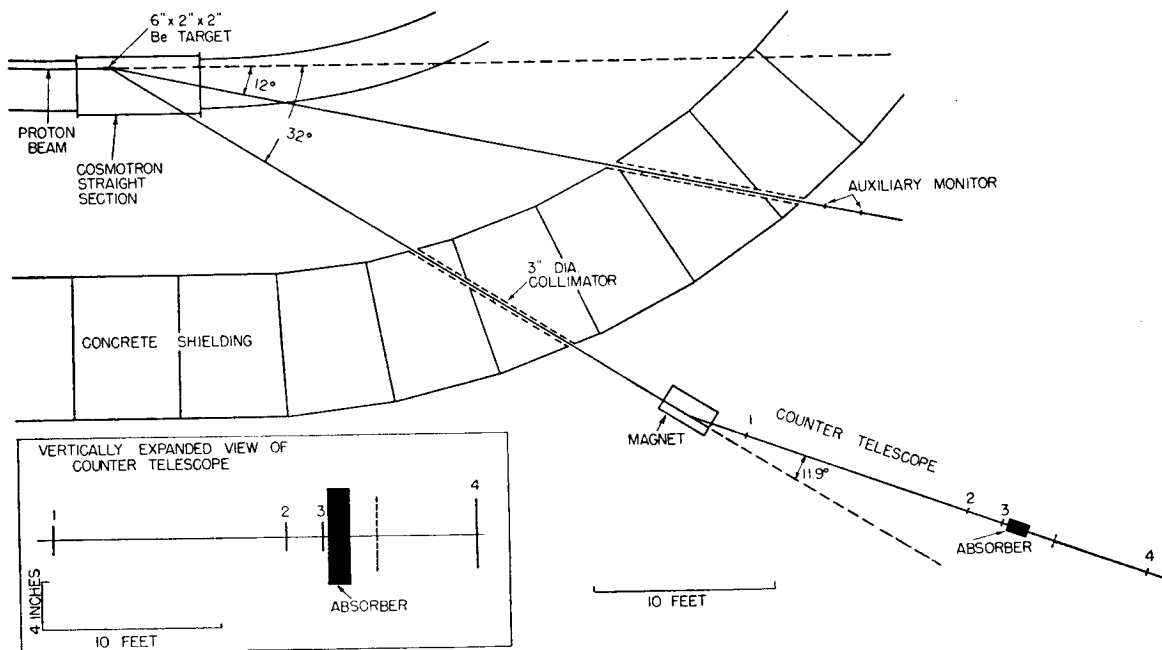 6" x 2" x 2"
Be TARGET
12°
32°
PROTON
BEAM
COSMOTRON
STRAIGHT
SECTION
AUXILIARY MONITOR
3" DIA.
COLLIMATOR
CONCRETE SHIELDING
MAGNET
1
COUNTER TELESCOPE
11.9°
2
3
ABSORBER
4
10 FEET
VERTICALLY EXPANDED VIEW OF
COUNTER TELESCOPE
1
2
3
4
ABSORBER
4 INCHES
10 FEET